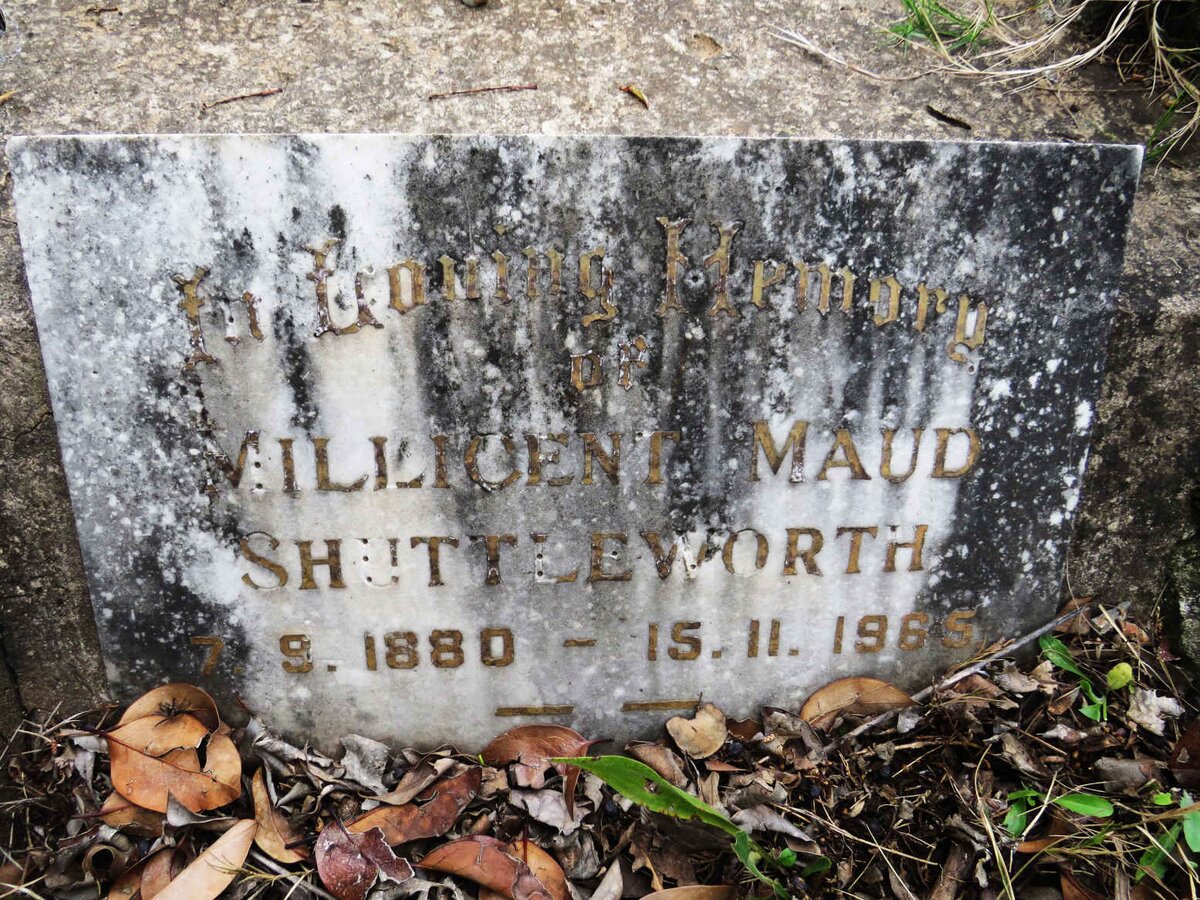 In Loving Memory
of
MILLICENT MAUD
SHUTTLEWORTH
7. 9. 1880 – 15. 11. 1965